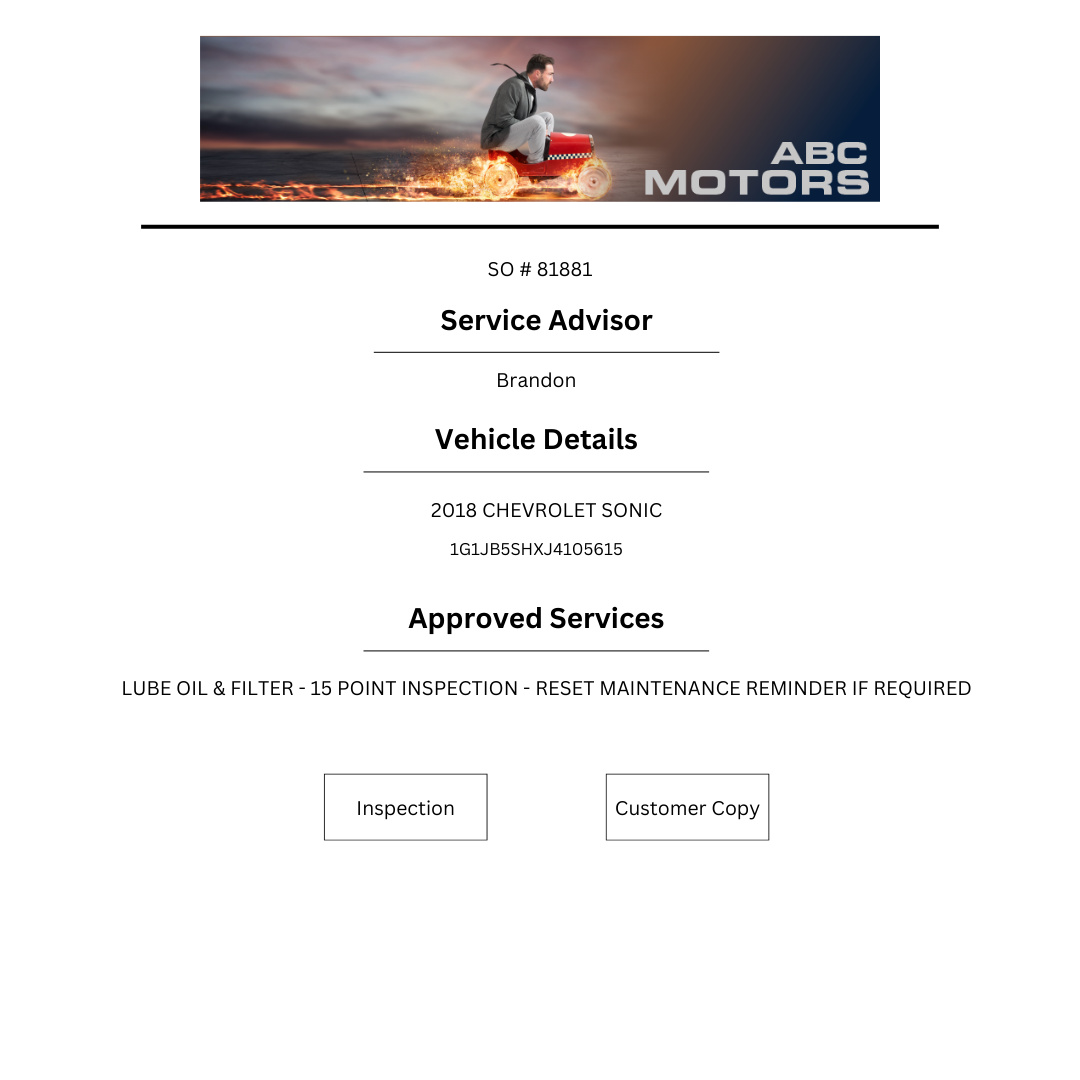 ABC
MOTORS
SO # 81881
Service Advisor
Brandon
Vehicle Details
2018 CHEVROLET SONIC
1G1JB5SHXJ4105615
Approved Services
LUBE OIL & FILTER - 15 POINT INSPECTION - RESET MAINTENANCE REMINDER IF REQUIRED
Inspection
Customer Copy